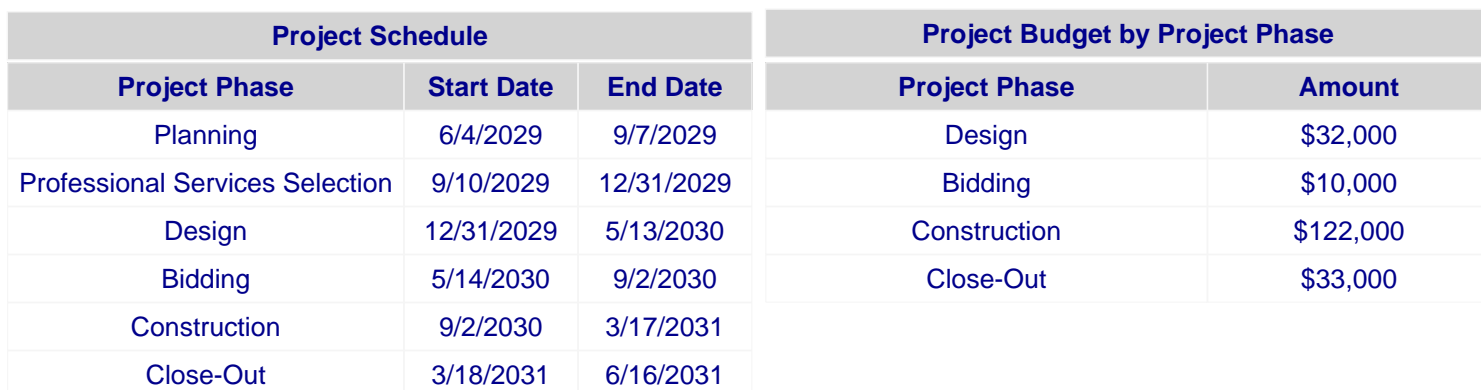 Project Schedule
Project Phase Start Date End Date
Planning 6/4/2029 9/7/2029
Professional Services Selection 9/10/2029 12/31/2029
Design 12/31/2029 5/13/2030
Bidding 5/14/2030 9/2/2030
Construction 9/2/2030 3/17/2031
Close-Out 3/18/2031 6/16/2031
Project Budget by Project Phase
Project Phase Amount
Design $32,000
Bidding $10,000
Construction $122,000
Close-Out $33,000